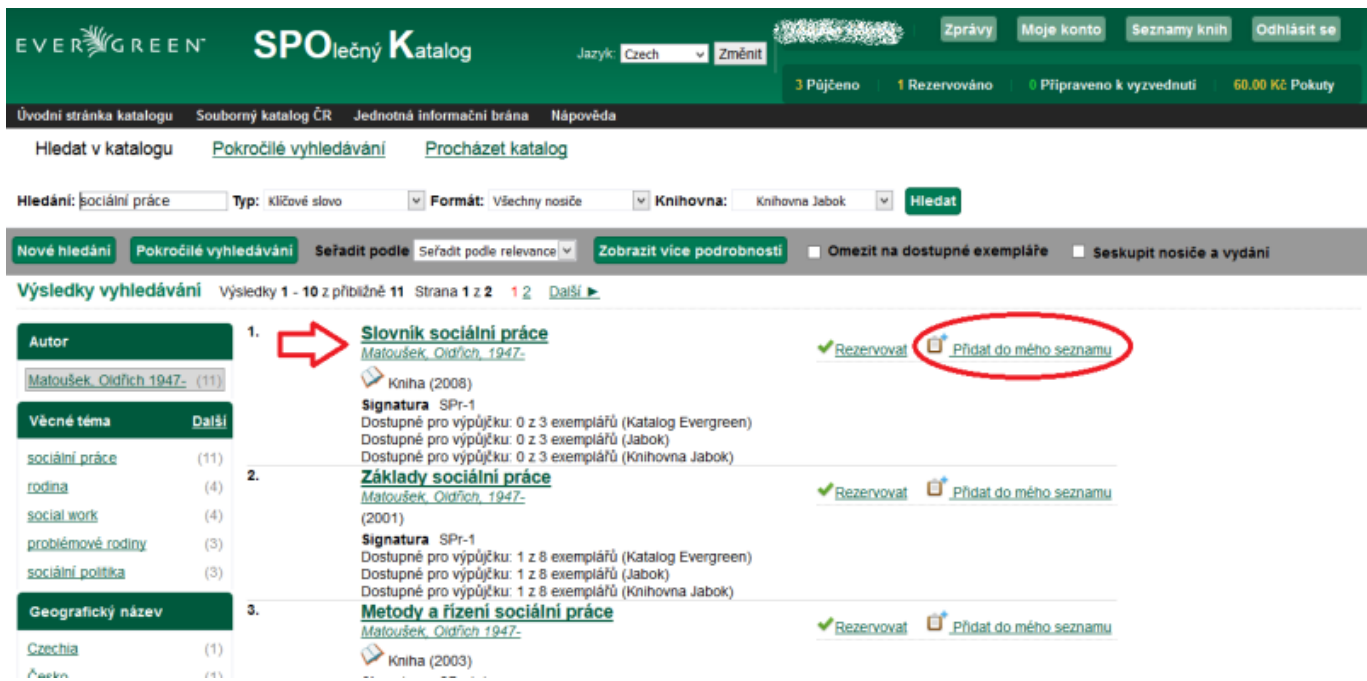 EVERGREEN SPOlečný Katalog Jazyk: Czech Změnit Zprávy Moje konto Seznamy knih Odhlásit se
3 Půjčeno 1 Rezervováno 0 Připraveno k vyzvednutí 60.00 Kč Pokuty
Úvodní stránka katalogu Souborný katalog ČR Jednotná informační brána Nápověda
Hledat v katalogu Pokročilé vyhledávání Procházet katalog
Hledání: sociální práce Typ: Klíčové slovo Formát: Všechny nosiče Knihovna: Knihovna Jabok Hledat
Nové hledání Pokročilé vyhledávání Seřadit podle Seřadit podle relevance Zobrazit více podrobností Omezit na dostupné exempláře Seskupit nosiče a vydání
Výsledky vyhledávání Výsledky 1 - 10 z přibližně 11 Strana 1 z 2 1 2 Další ►
Autor
Matoušek, Oldřich 1947- (11)
Věcné téma Další
sociální práce (11)
rodina (4)
social work (4)
problémové rodiny (3)
sociální politika (3)
Geografický název
Czechia (1)
Česko (1)
1. Slovník sociální práce
Matoušek, Oldřich, 1947-
Rezervovat Přidat do mého seznamu
Kniha (2008)
Signatura SPr-1
Dostupné pro výpůjčku: 0 z 3 exemplářů (Katalog Evergreen)
Dostupné pro výpůjčku: 0 z 3 exemplářů (Jabok)
Dostupné pro výpůjčku: 0 z 3 exemplářů (Knihovna Jabok)
2. Základy sociální práce
Matoušek, Oldřich, 1947-
Rezervovat Přidat do mého seznamu
(2001)
Signatura SPr-1
Dostupné pro výpůjčku: 1 z 8 exemplářů (Katalog Evergreen)
Dostupné pro výpůjčku: 1 z 8 exemplářů (Jabok)
Dostupné pro výpůjčku: 1 z 8 exemplářů (Knihovna Jabok)
3. Metody a řízení sociální práce
Matoušek, Oldřich 1947-
Rezervovat Přidat do mého seznamu
Kniha (2003)